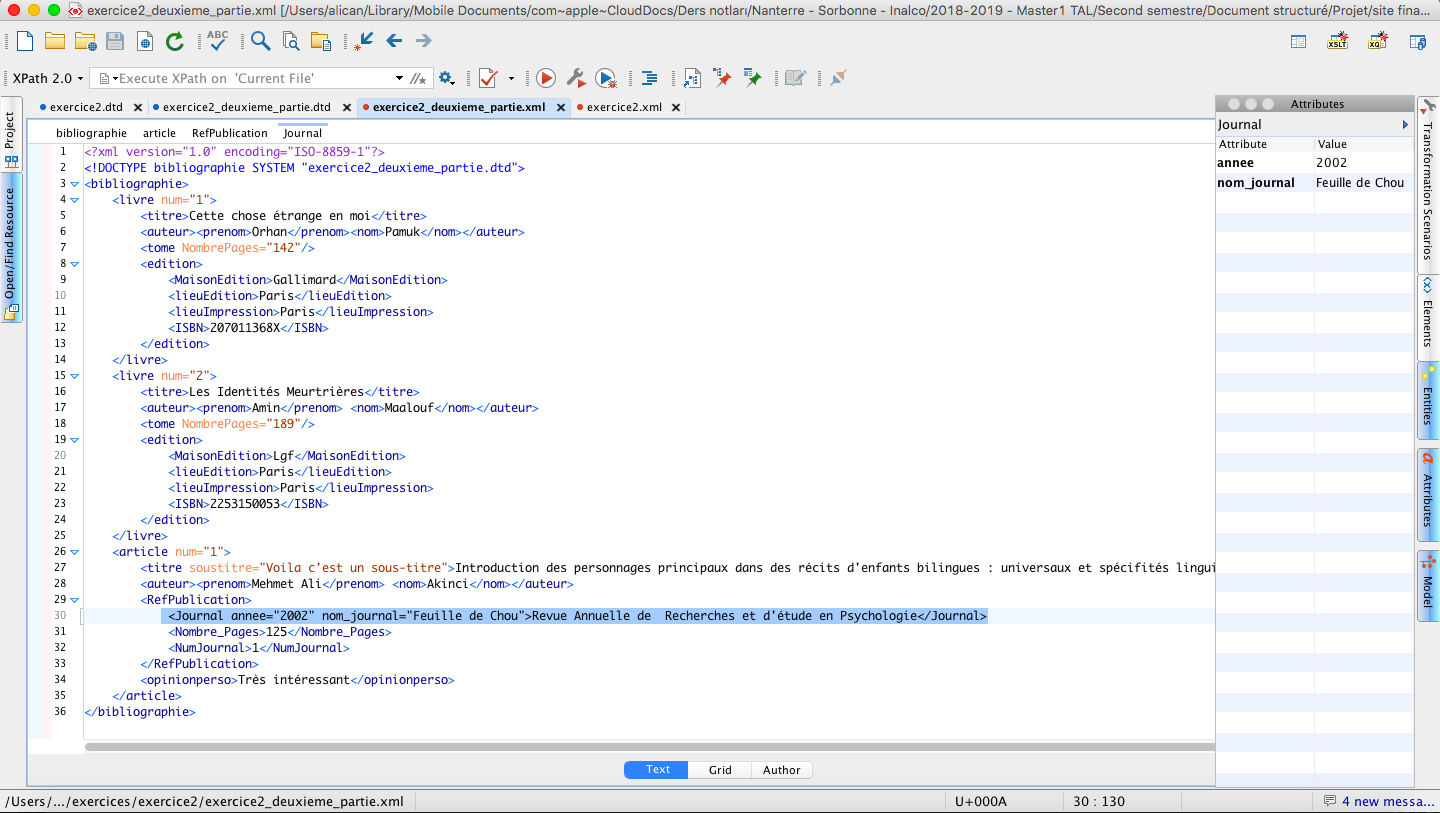 exercice2_deuxieme_partie.xml [/Users/alican/Library/Mobile Documents/com~apple~CloudDocs/Ders notları/Nanterre - Sorbonne - Inalco/2018-2019 - Master1 TAL/Second semestre/Document structuré/Projet/site fina...
ABC
XSLT
XQ
XPath 2.0
Execute XPath on 'Current File'
exercice2.dtd
exercice2_deuxieme_partie.dtd
exercice2_deuxieme_partie.xml
exercice2.xml
Attributes
Project
Open/Find Resource
bibliographie article RefPublication Journal
1 <?xml version="1.0" encoding="ISO-8859-1"?>
2 <!DOCTYPE bibliographie SYSTEM "exercice2_deuxieme_partie.dtd">
3 <bibliographie>
4 <livre num="1">
5 <titre>Cette chose étrange en moi</titre>
6 <auteur><prenom>Orhan</prenom><nom>Pamuk</nom></auteur>
7 <tome NombrePages="142"/>
8 <edition>
9 <MaisonEdition>Gallimard</MaisonEdition>
10 <lieuEdition>Paris</lieuEdition>
11 <lieuImpression>Paris</lieuImpression>
12 <ISBN>207011368X</ISBN>
13 </edition>
14 </livre>
15 <livre num="2">
16 <titre>Les Identités Meurtrières</titre>
17 <auteur><prenom>Amin</prenom> <nom>Maalouf</nom></auteur>
18 <tome NombrePages="189"/>
19 <edition>
20 <MaisonEdition>Lgf</MaisonEdition>
21 <lieuEdition>Paris</lieuEdition>
22 <lieuImpression>Paris</lieuImpression>
23 <ISBN>2253150053</ISBN>
24 </edition>
25 </livre>
26 <article num="1">
27 <titre soustitre="Voila c'est un sous-titre">Introduction des personnages principaux dans des récits d'enfants bilingues : universaux et spécifités lingui
28 <auteur><prenom>Mehmet Ali</prenom> <nom>Akinci</nom></auteur>
29 <RefPublication>
30 <Journal annee="2002" nom_journal="Feuille de Chou">Revue Annuelle de  Recherches et d'étude en Psychologie</Journal>
31 <Nombre_Pages>125</Nombre_Pages>
32 <NumJournal>1</NumJournal>
33 </RefPublication>
34 <opinionperso>Très intéressant</opinionperso>
35 </article>
36 </bibliographie>
Journal
Attribute Value
annee 2002
nom_journal Feuille de Chou
Transformation Scenarios
Elements
Entities
Attributes
Model
Text Grid Author
/Users/.../exercices/exercice2/exercice2_deuxieme_partie.xml
U+000A
30 : 130
4 new messa...